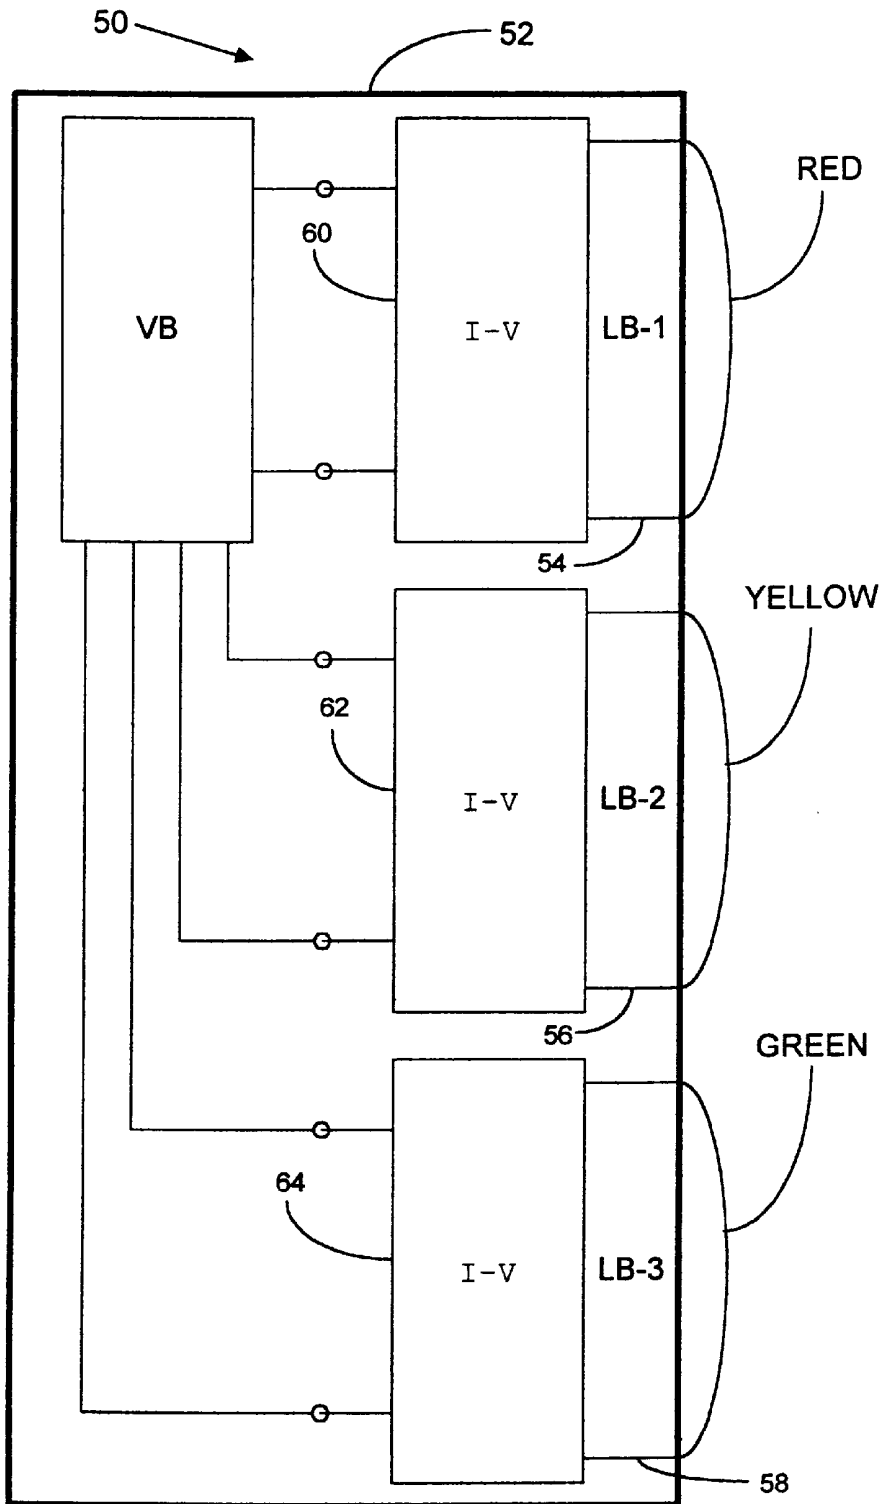 50
52
RED
60
VB
I-V
LB-1
54
YELLOW
62
I-V
LB-2
56
GREEN
64
I-V
LB-3
58